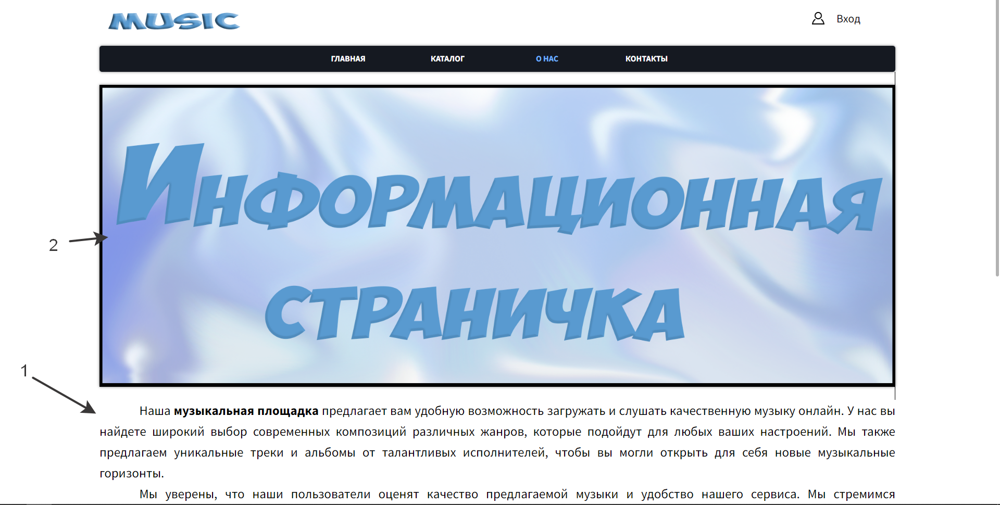 MUSIC
Вход
ГЛАВНАЯ КАТАЛОГ О НАС КОНТАКТЫ
Информационная
страничка
2
1
Наша музыкальная площадка предлагает вам удобную возможность загружать и слушать качественную музыку онлайн. У нас вы
найдете широкий выбор современных композиций различных жанров, которые подойдут для любых ваших настроений. Мы также
предлагаем уникальные треки и альбомы от талантливых исполнителей, чтобы вы могли открыть для себя новые музыкальные
горизонты.
Мы уверены, что наши пользователи оценят качество предлагаемой музыки и удобство нашего сервиса. Мы стремимся